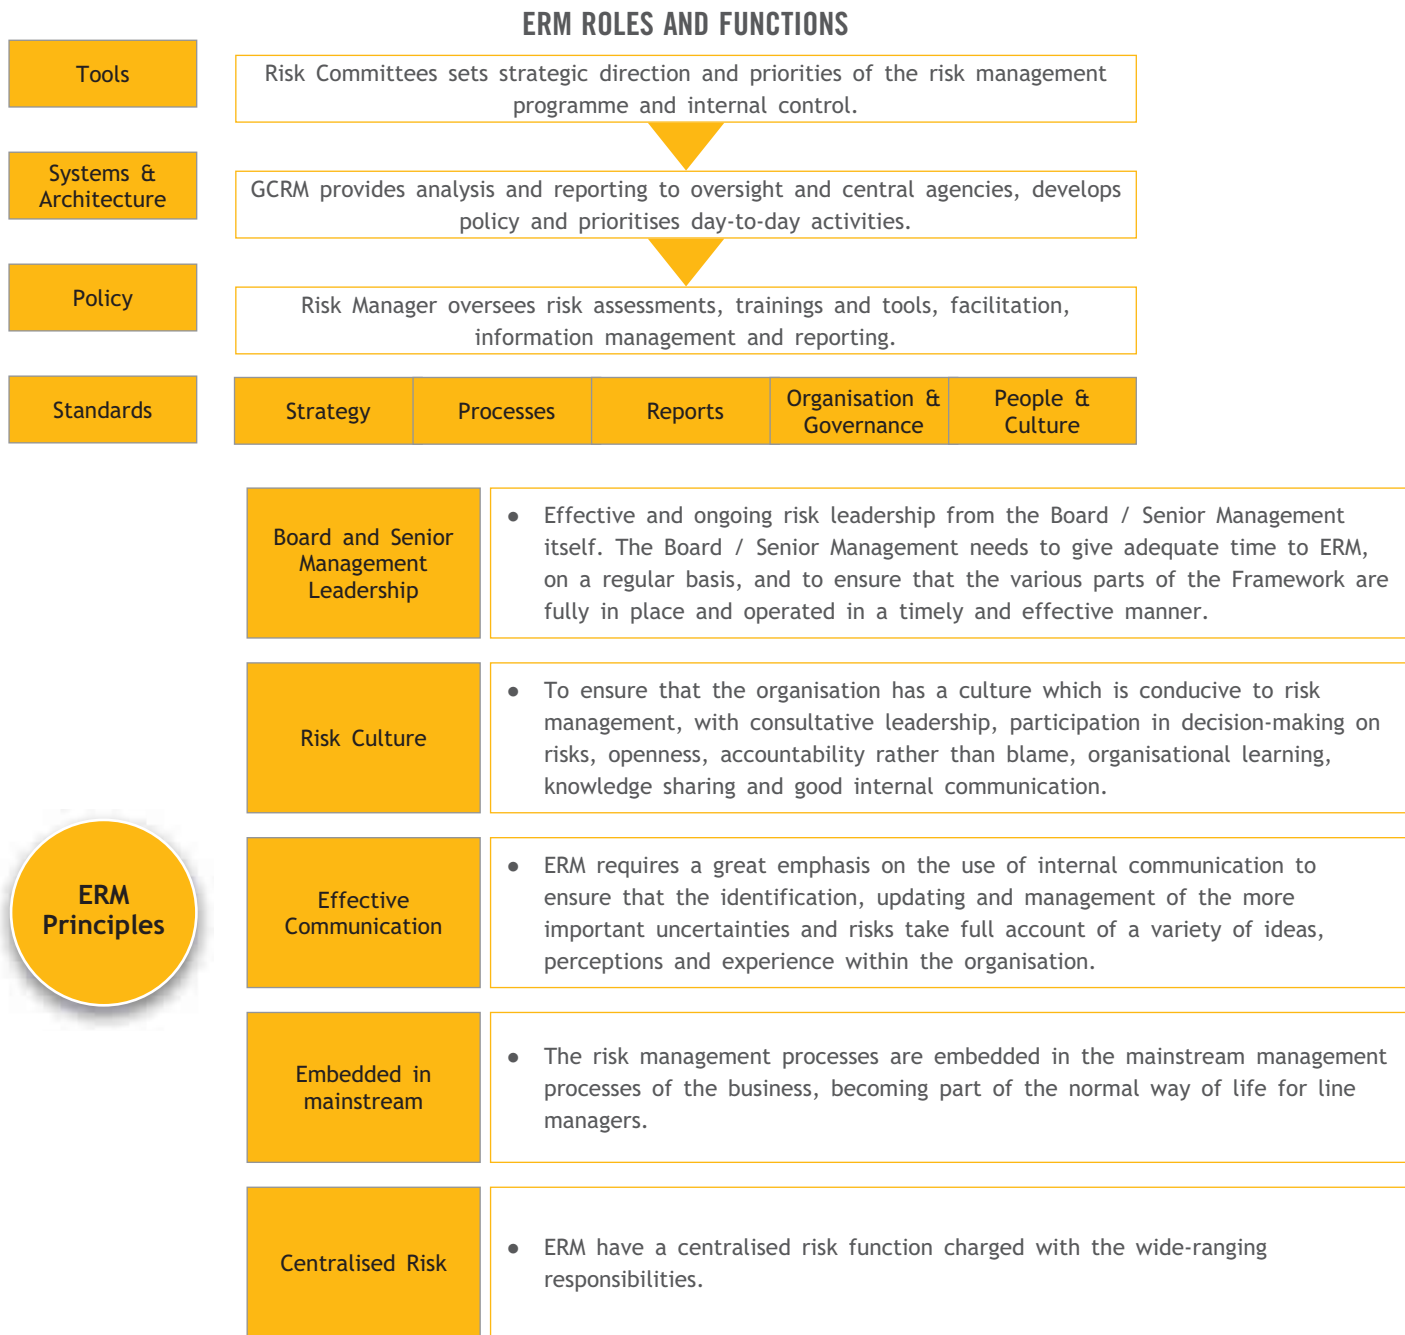 ERM ROLES AND FUNCTIONS
Tools
Risk Committees sets strategic direction and priorities of the risk management
programme and internal control.
Systems &
Architecture
GCRM provides analysis and reporting to oversight and central agencies, develops
policy and prioritises day-to-day activities.
Policy
Risk Manager oversees risk assessments, trainings and tools, facilitation,
information management and reporting.
Standards
Strategy
Processes
Reports
Organisation &
Governance
People &
Culture
ERM
Principles
Board and Senior
Management
Leadership
● Effective and ongoing risk leadership from the Board / Senior Management
itself. The Board / Senior Management needs to give adequate time to ERM,
on a regular basis, and to ensure that the various parts of the Framework are
fully in place and operated in a timely and effective manner.
Risk Culture
● To ensure that the organisation has a culture which is conducive to risk
management, with consultative leadership, participation in decision-making on
risks, openness, accountability rather than blame, organisational learning,
knowledge sharing and good internal communication.
Effective
Communication
● ERM requires a great emphasis on the use of internal communication to
ensure that the identification, updating and management of the more
important uncertainties and risks take full account of a variety of ideas,
perceptions and experience within the organisation.
Embedded in
mainstream
● The risk management processes are embedded in the mainstream management
processes of the business, becoming part of the normal way of life for line
managers.
Centralised Risk
● ERM have a centralised risk function charged with the wide-ranging
responsibilities.